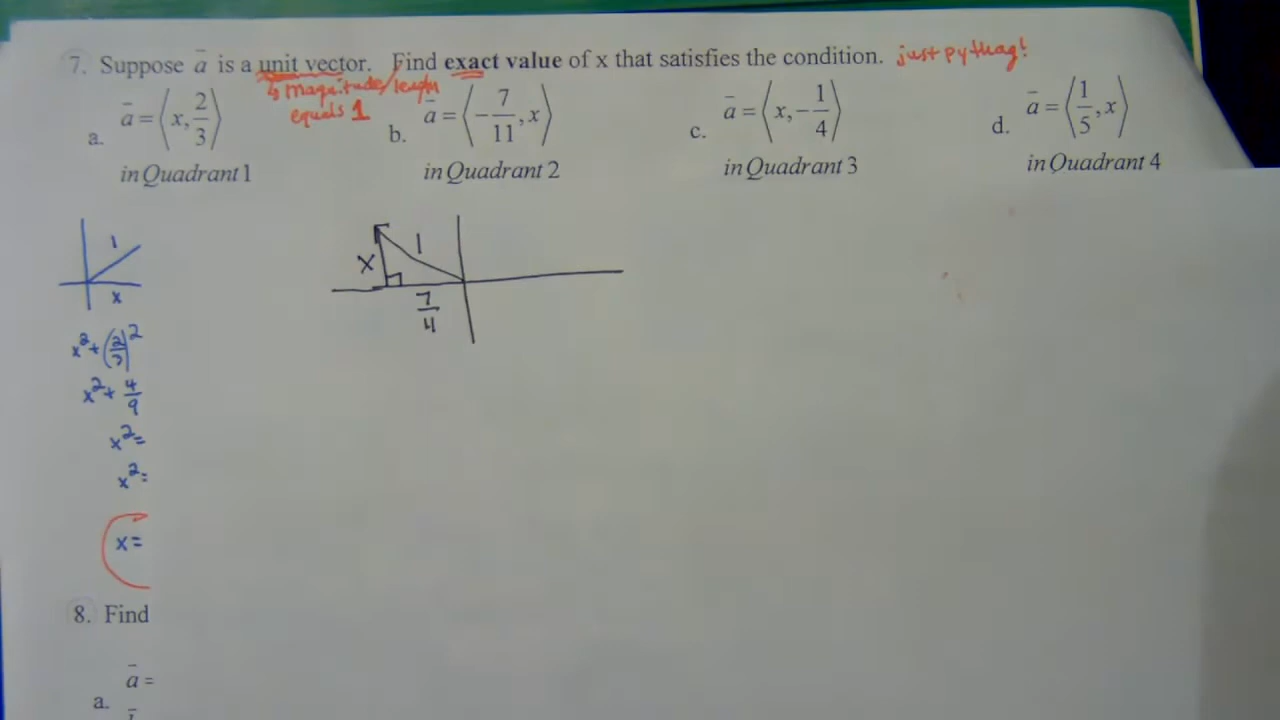 7. Suppose a̅ is a unit vector. Find exact value of x that satisfies the condition. just pythag!
↳ magnitude/length
equals 1
a. a̅ = ⟨x, 2/3⟩
in Quadrant 1
b. a̅ = ⟨-7/11, x⟩
in Quadrant 2
c. a̅ = ⟨x, -1/4⟩
in Quadrant 3
d. a̅ = ⟨1/5, x⟩
in Quadrant 4
1
x
x² + (2/3)²
x² + 4/9
x² =
x² =
x =
x
1
7/4
8. Find
a̅ =
a.